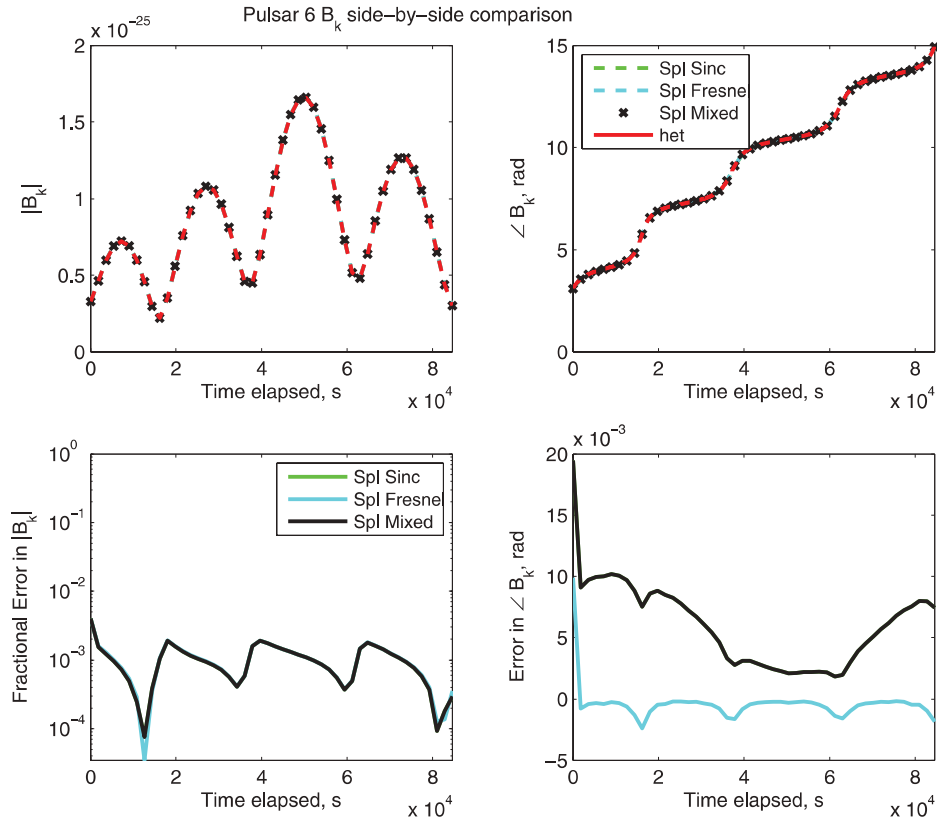 Pulsar 6 B_k side−by−side comparison
x 10^−25
2
1.5
1
0.5
0
|B_k|
0 2 4 6 8
Time elapsed, s
x 10^4
15
10
5
0
∠ B_k, rad
Spl Sinc
Spl Fresne
Spl Mixed
het
0 2 4 6 8
Time elapsed, s
x 10^4
10^0
10^−1
10^−2
10^−3
10^−4
Fractional Error in |B_k|
Spl Sinc
Spl Fresnel
Spl Mixed
0 2 4 6 8
Time elapsed, s
x 10^4
x 10^−3
20
15
10
5
0
−5
Error in ∠ B_k, rad
0 2 4 6 8
Time elapsed, s
x 10^4